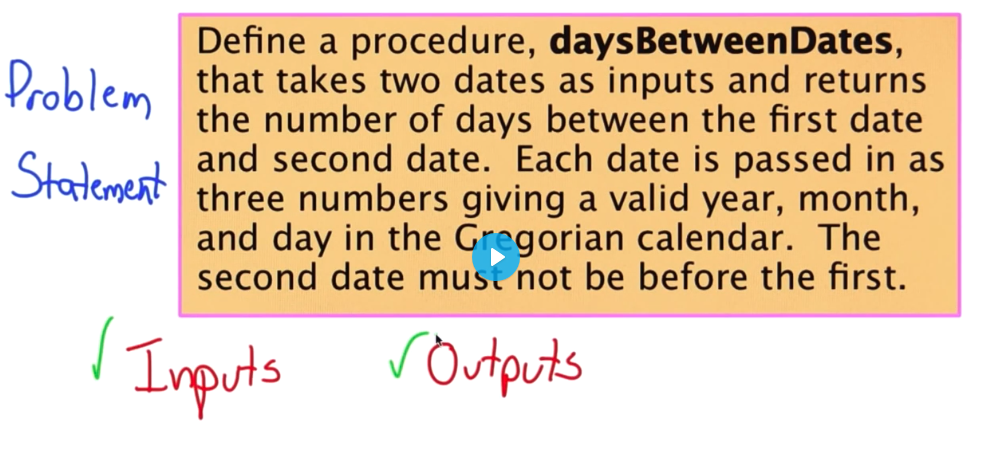 Problem
Statement
Define a procedure, daysBetweenDates,
that takes two dates as inputs and returns
the number of days between the first date
and second date.  Each date is passed in as
three numbers giving a valid year, month,
and day in the Gregorian calendar.  The
second date must not be before the first.
Inputs
Outputs